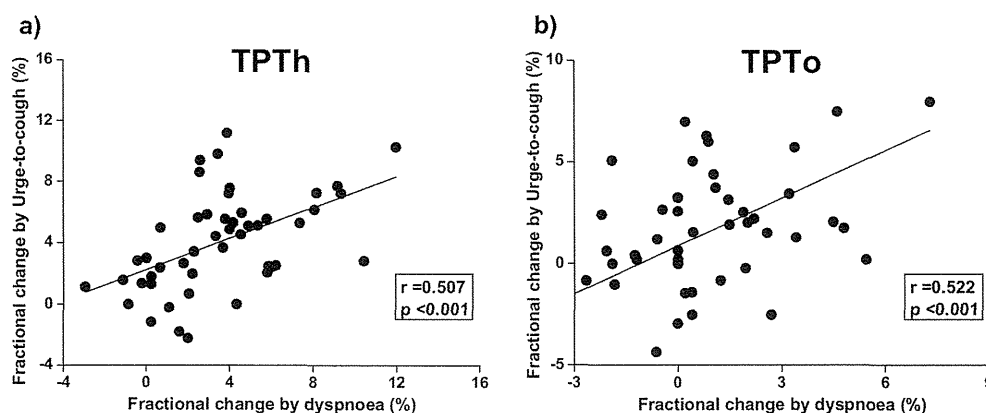 a)
TPTh
Fractional change by Urge-to-cough (%)
16
12
8
4
0
-4
-4 0 4 8 12 16
Fractional change by dyspnoea (%)
r =0.507
p <0.001
b)
TPTo
Fractional change by Urge-to-cough (%)
10
5
0
-5
-3 0 3 6 9
Fractional change by dyspnoea (%)
r =0.522
p <0.001